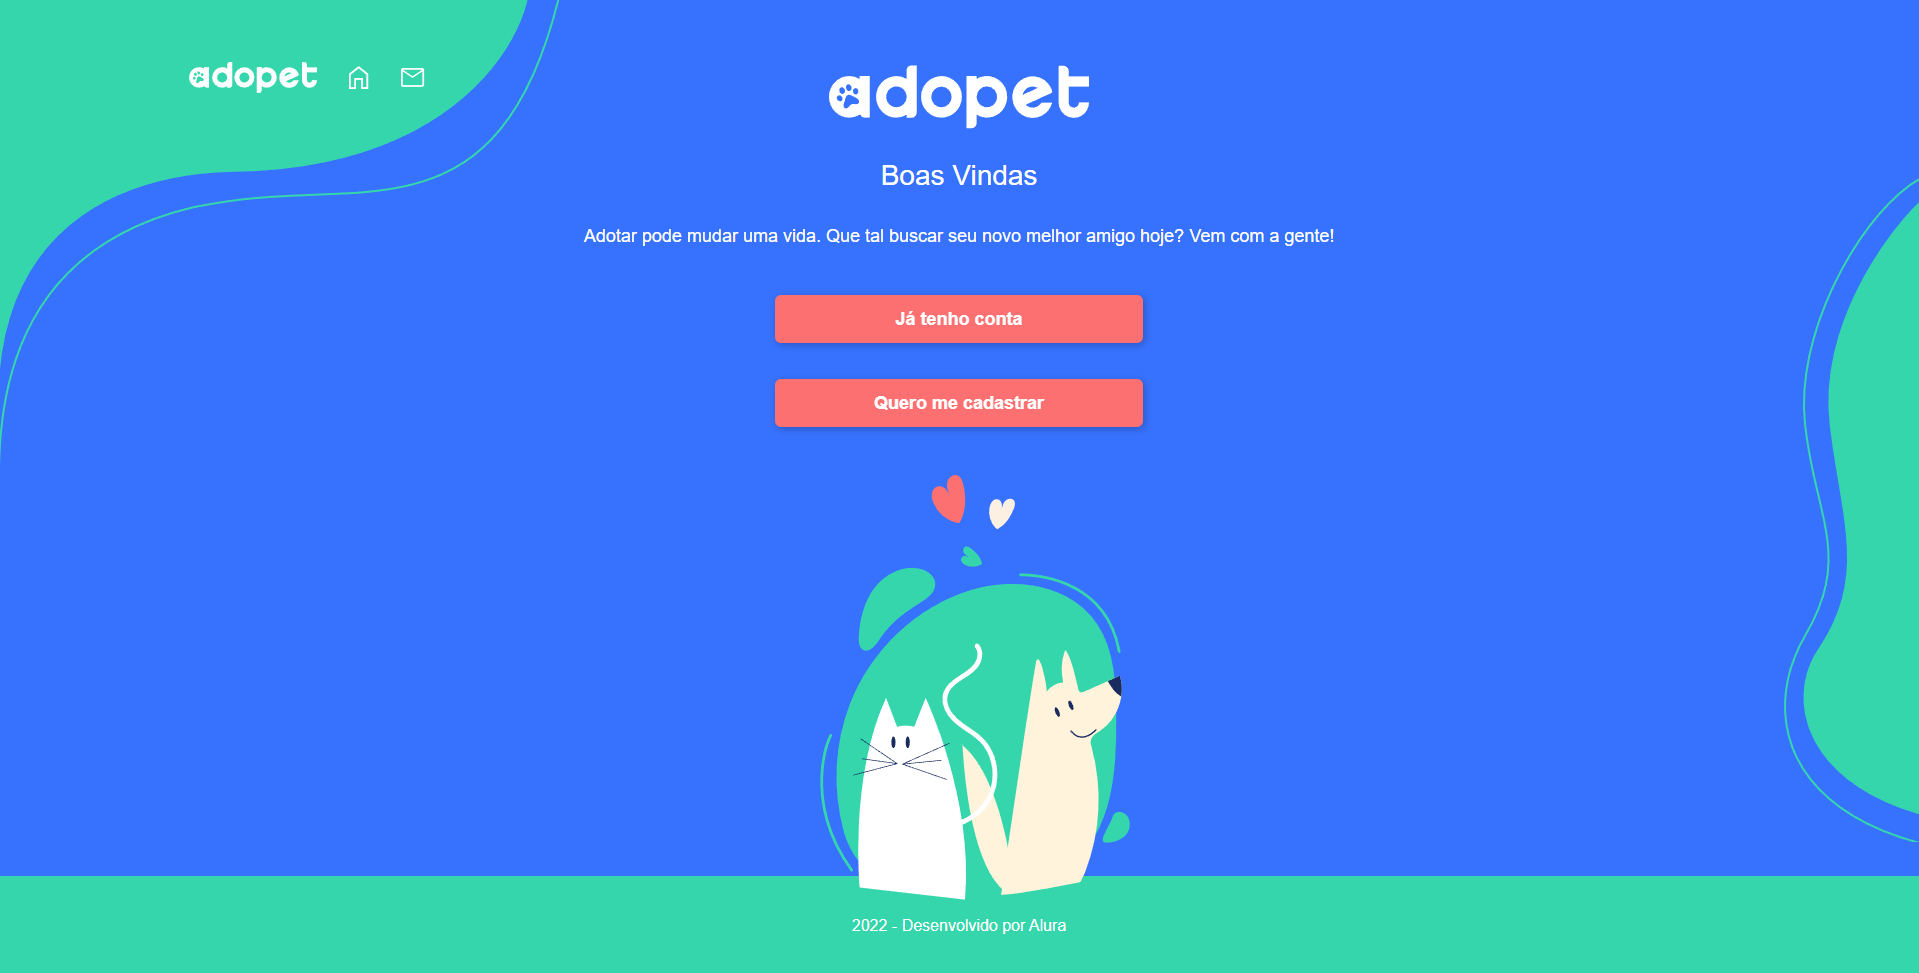 adopet
adopet
Boas Vindas
Adotar pode mudar uma vida. Que tal buscar seu novo melhor amigo hoje? Vem com a gente!
Já tenho conta
Quero me cadastrar
2022 - Desenvolvido por Alura